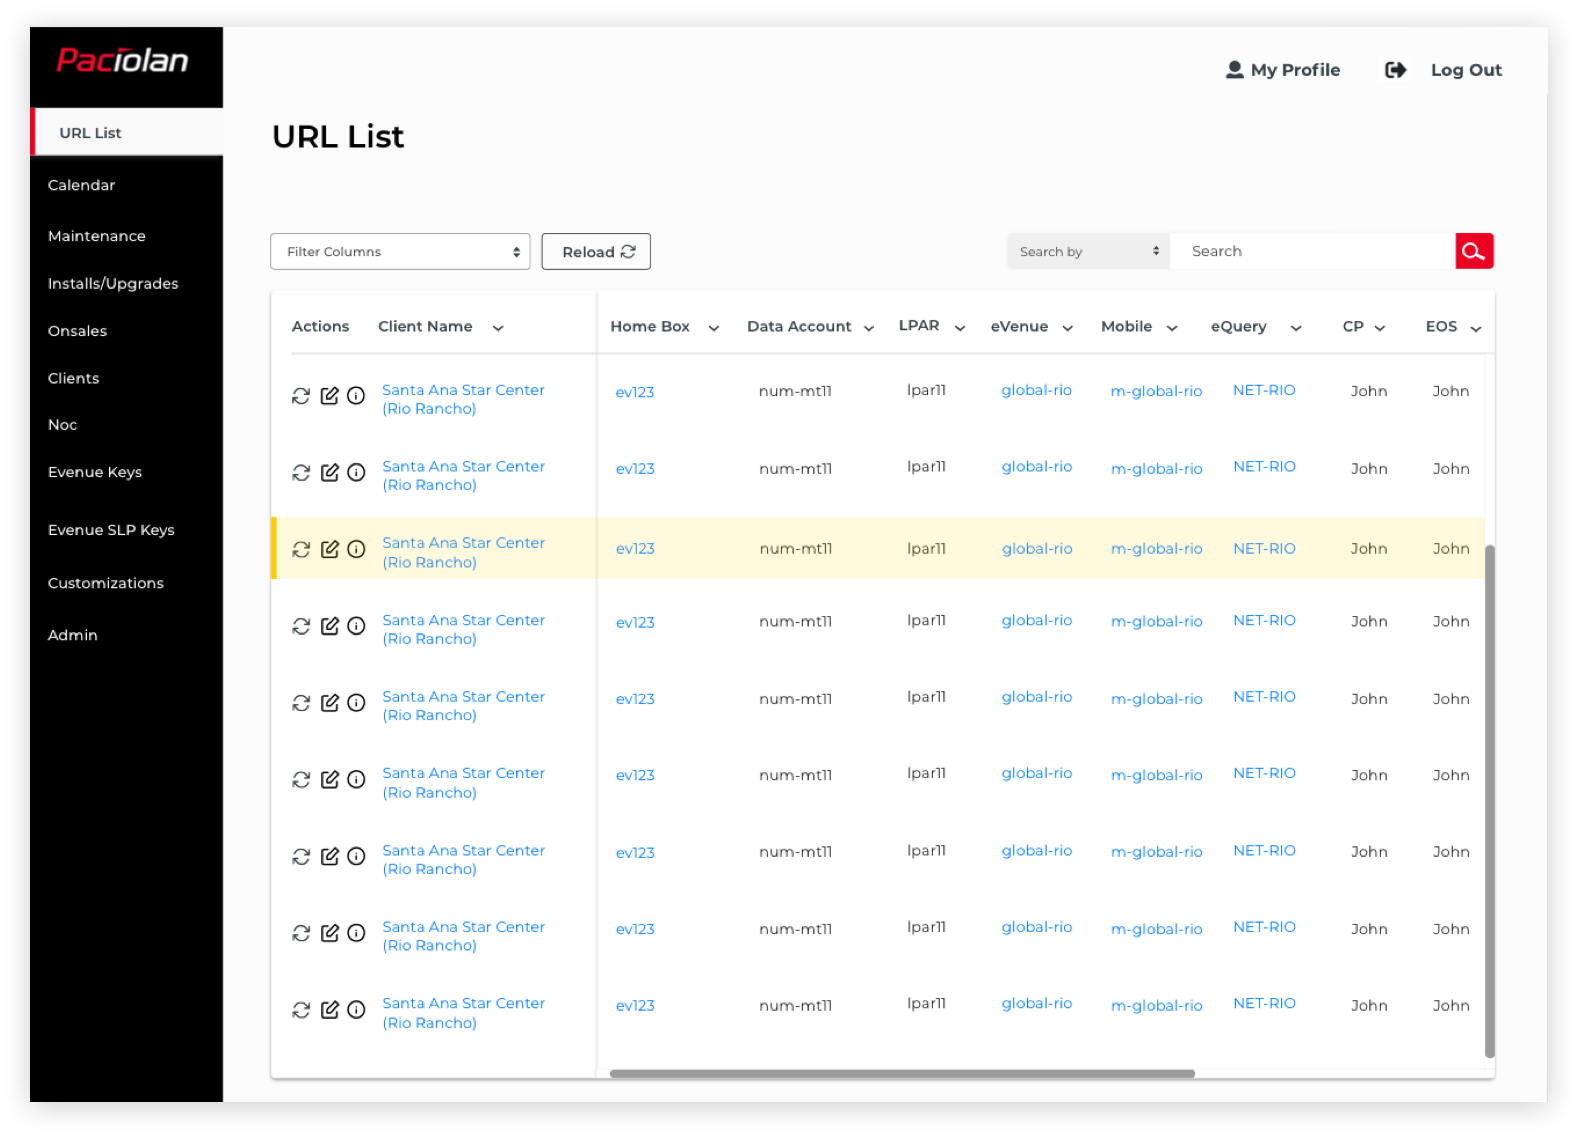 Paciolan
My Profile
Log Out
URL List
URL List
Calendar
Maintenance
Installs/Upgrades
Onsales
Clients
Noc
Evenue Keys
Evenue SLP Keys
Customizations
Admin
Filter Columns
Reload
Search by
Search
Actions Client Name Home Box Data Account LPAR eVenue Mobile eQuery CP EOS
Santa Ana Star Center
(Rio Rancho)
ev123 num-mt11 lpar11 global-rio m-global-rio NET-RIO John John
Santa Ana Star Center
(Rio Rancho)
ev123 num-mt11 lpar11 global-rio m-global-rio NET-RIO John John
Santa Ana Star Center
(Rio Rancho)
ev123 num-mt11 lpar11 global-rio m-global-rio NET-RIO John John
Santa Ana Star Center
(Rio Rancho)
ev123 num-mt11 lpar11 global-rio m-global-rio NET-RIO John John
Santa Ana Star Center
(Rio Rancho)
ev123 num-mt11 lpar11 global-rio m-global-rio NET-RIO John John
Santa Ana Star Center
(Rio Rancho)
ev123 num-mt11 lpar11 global-rio m-global-rio NET-RIO John John
Santa Ana Star Center
(Rio Rancho)
ev123 num-mt11 lpar11 global-rio m-global-rio NET-RIO John John
Santa Ana Star Center
(Rio Rancho)
ev123 num-mt11 lpar11 global-rio m-global-rio NET-RIO John John
Santa Ana Star Center
(Rio Rancho)
ev123 num-mt11 lpar11 global-rio m-global-rio NET-RIO John John